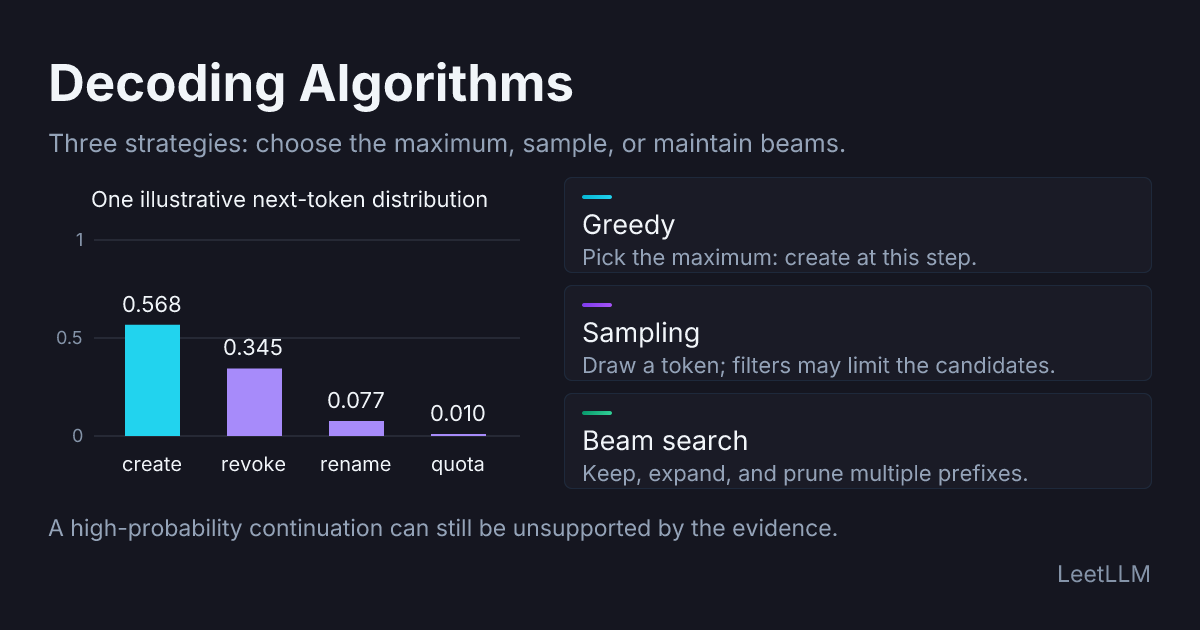 Decoding Algorithms
Three strategies: choose the maximum, sample, or maintain beams.
One illustrative next-token distribution
1
0.5
0
0.568
0.345
0.077
0.010
create
revoke
rename
quota
Greedy
Pick the maximum: create at this step.
Sampling
Draw a token; filters may limit the candidates.
Beam search
Keep, expand, and prune multiple prefixes.
A high-probability continuation can still be unsupported by the evidence.
LeetLLM